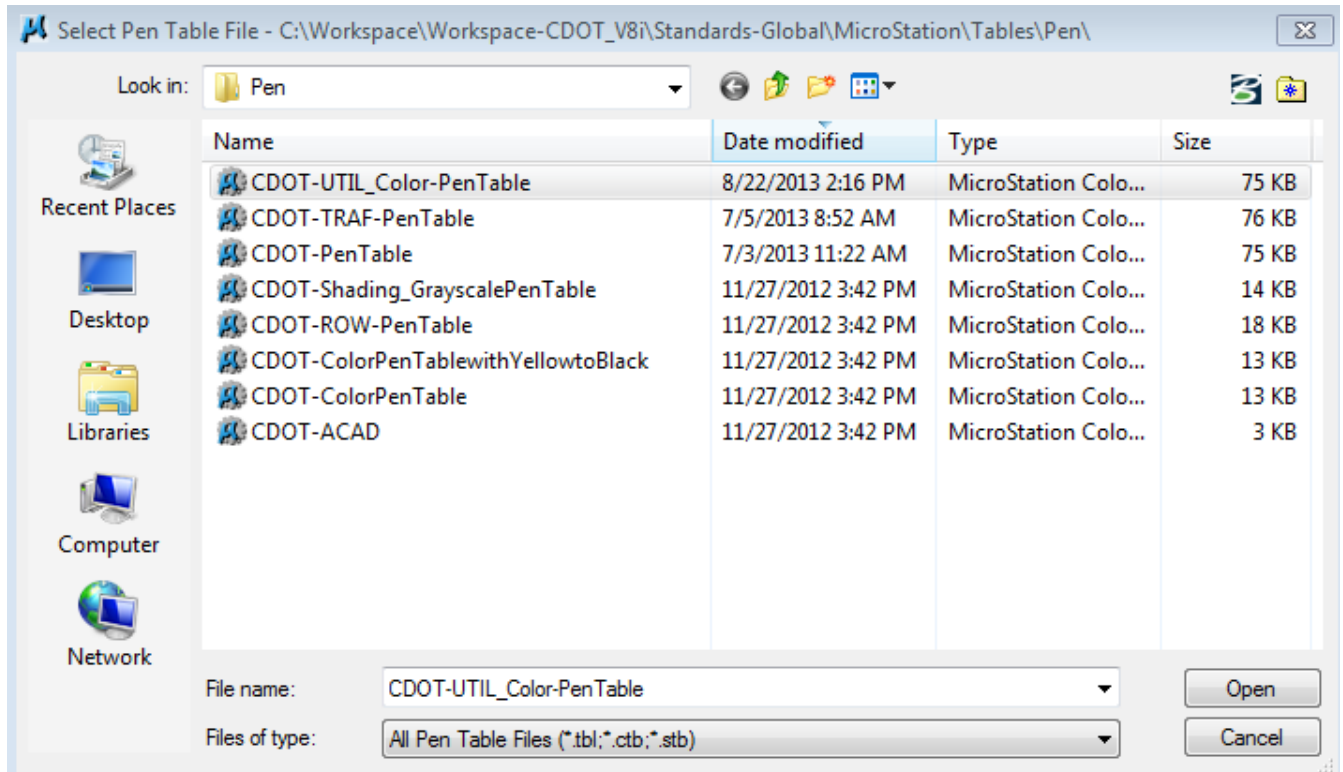 Select Pen Table File - C:\Workspace\Workspace-CDOT_V8i\Standards-Global\MicroStation\Tables\Pen\
Look in: Pen
Name Date modified Type Size
CDOT-UTIL_Color-PenTable 8/22/2013 2:16 PM MicroStation Colo... 75 KB
CDOT-TRAF-PenTable 7/5/2013 8:52 AM MicroStation Colo... 76 KB
CDOT-PenTable 7/3/2013 11:22 AM MicroStation Colo... 75 KB
CDOT-Shading_GrayscalePenTable 11/27/2012 3:42 PM MicroStation Colo... 14 KB
CDOT-ROW-PenTable 11/27/2012 3:42 PM MicroStation Colo... 18 KB
CDOT-ColorPenTablewithYellowtoBlack 11/27/2012 3:42 PM MicroStation Colo... 13 KB
CDOT-ColorPenTable 11/27/2012 3:42 PM MicroStation Colo... 13 KB
CDOT-ACAD 11/27/2012 3:42 PM MicroStation Colo... 3 KB
Recent Places
Desktop
Libraries
Computer
Network
File name: CDOT-UTIL_Color-PenTable Open
Files of type: All Pen Table Files (*.tbl;*.ctb;*.stb) Cancel